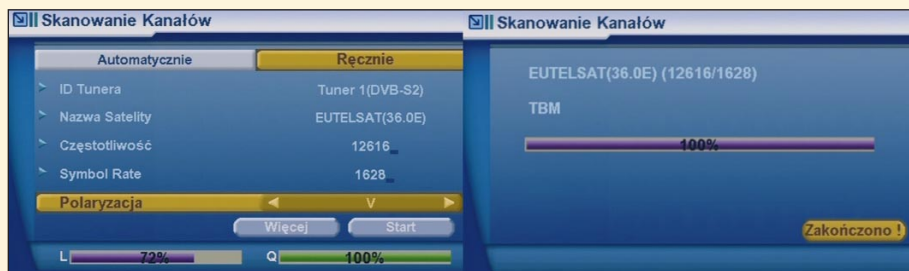 Skanowanie Kanałów
Automatycznie Ręcznie
ID Tunera Tuner 1(DVB-S2)
Nazwa Satelity EUTELSAT(36.0E)
Częstotliwość 12616
Symbol Rate 1628
Polaryzacja V
Więcej Start
L 72% Q 100%
Skanowanie Kanałów
EUTELSAT(36.0E) (12616/1628)
TBM
100%
Zakończono !